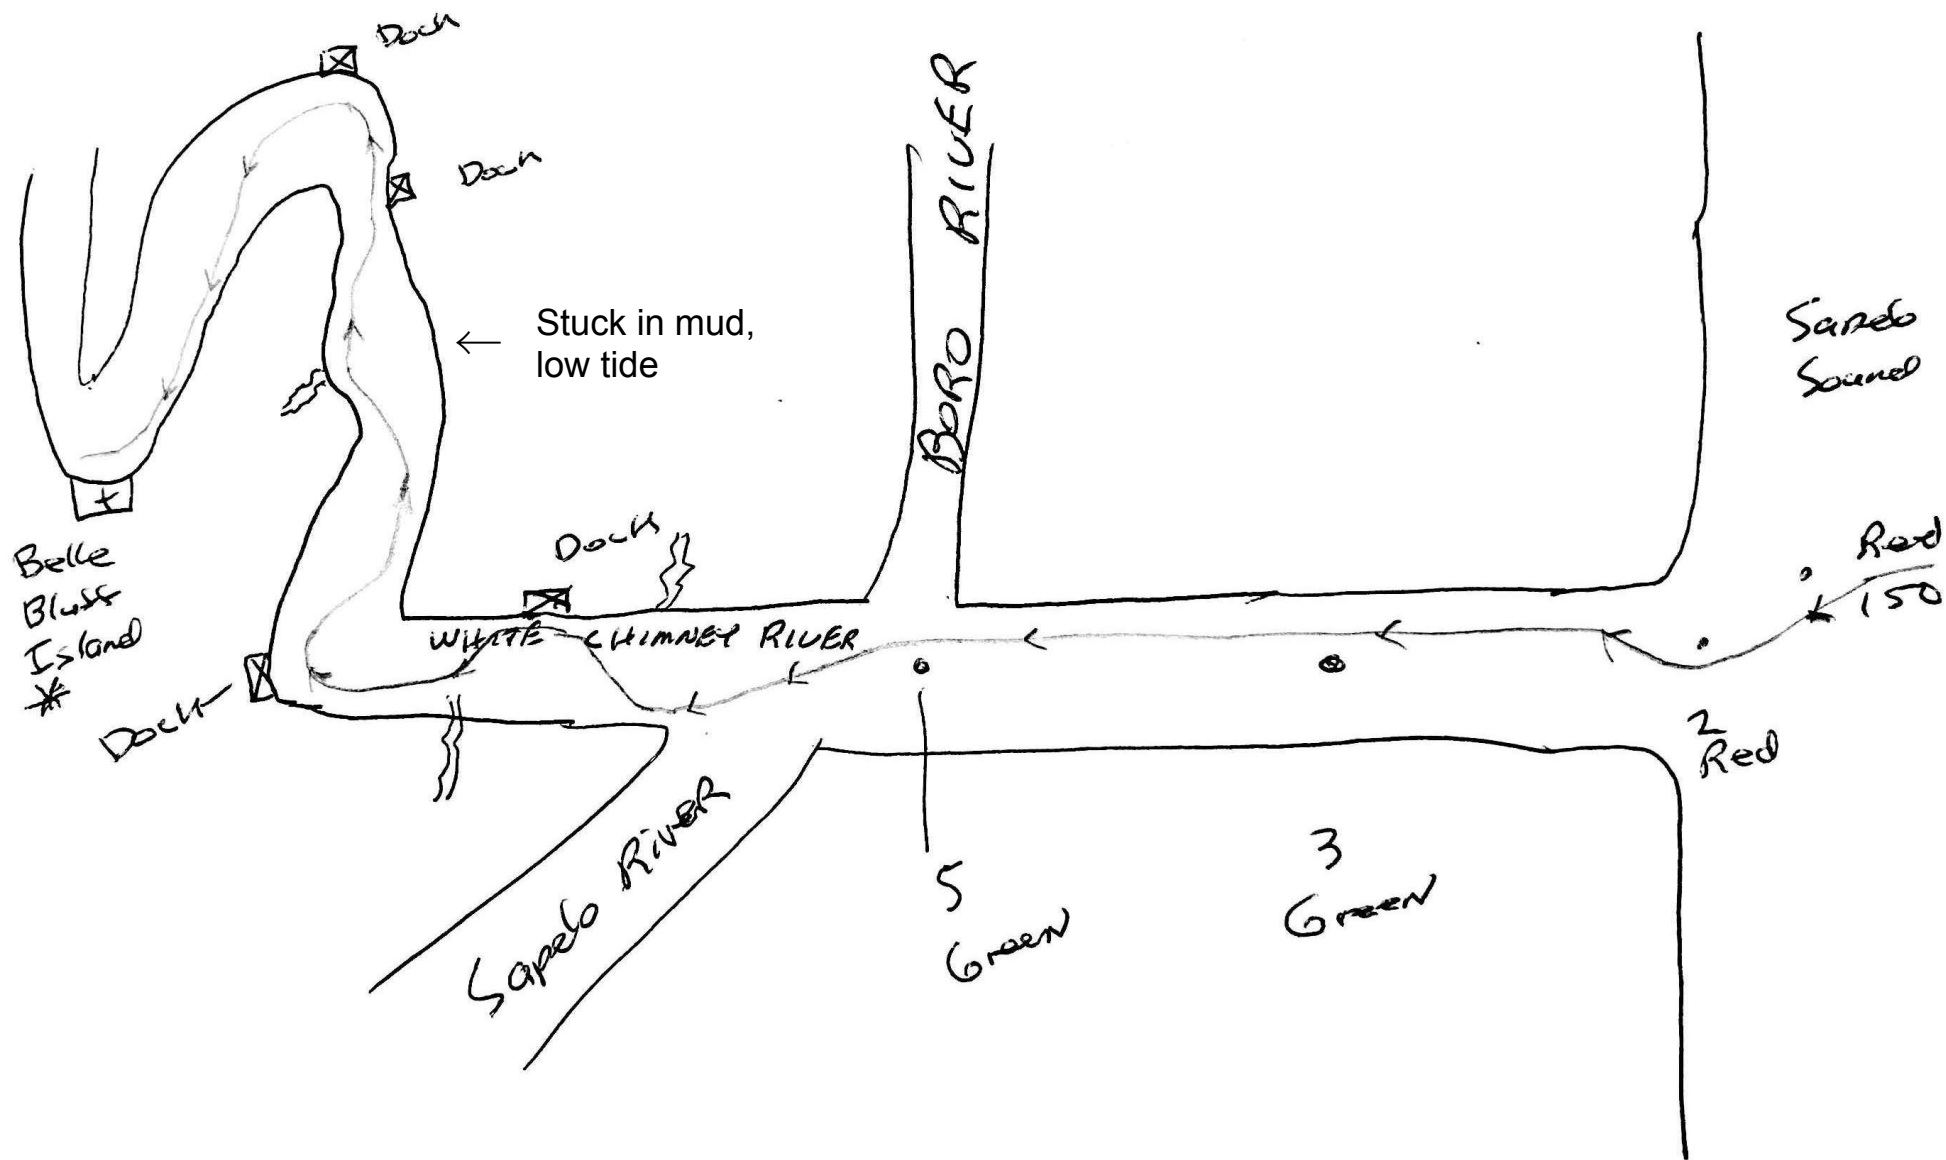 Dock
Dock
BORO RIVER
Stuck in mud,
low tide
Sapelo
Sound
Dock
Red
150
Belle
Bluff
Island
WHITE CHIMNEY RIVER
Dock
2
Red
Sapelo RIVER
5
Green
3
Green